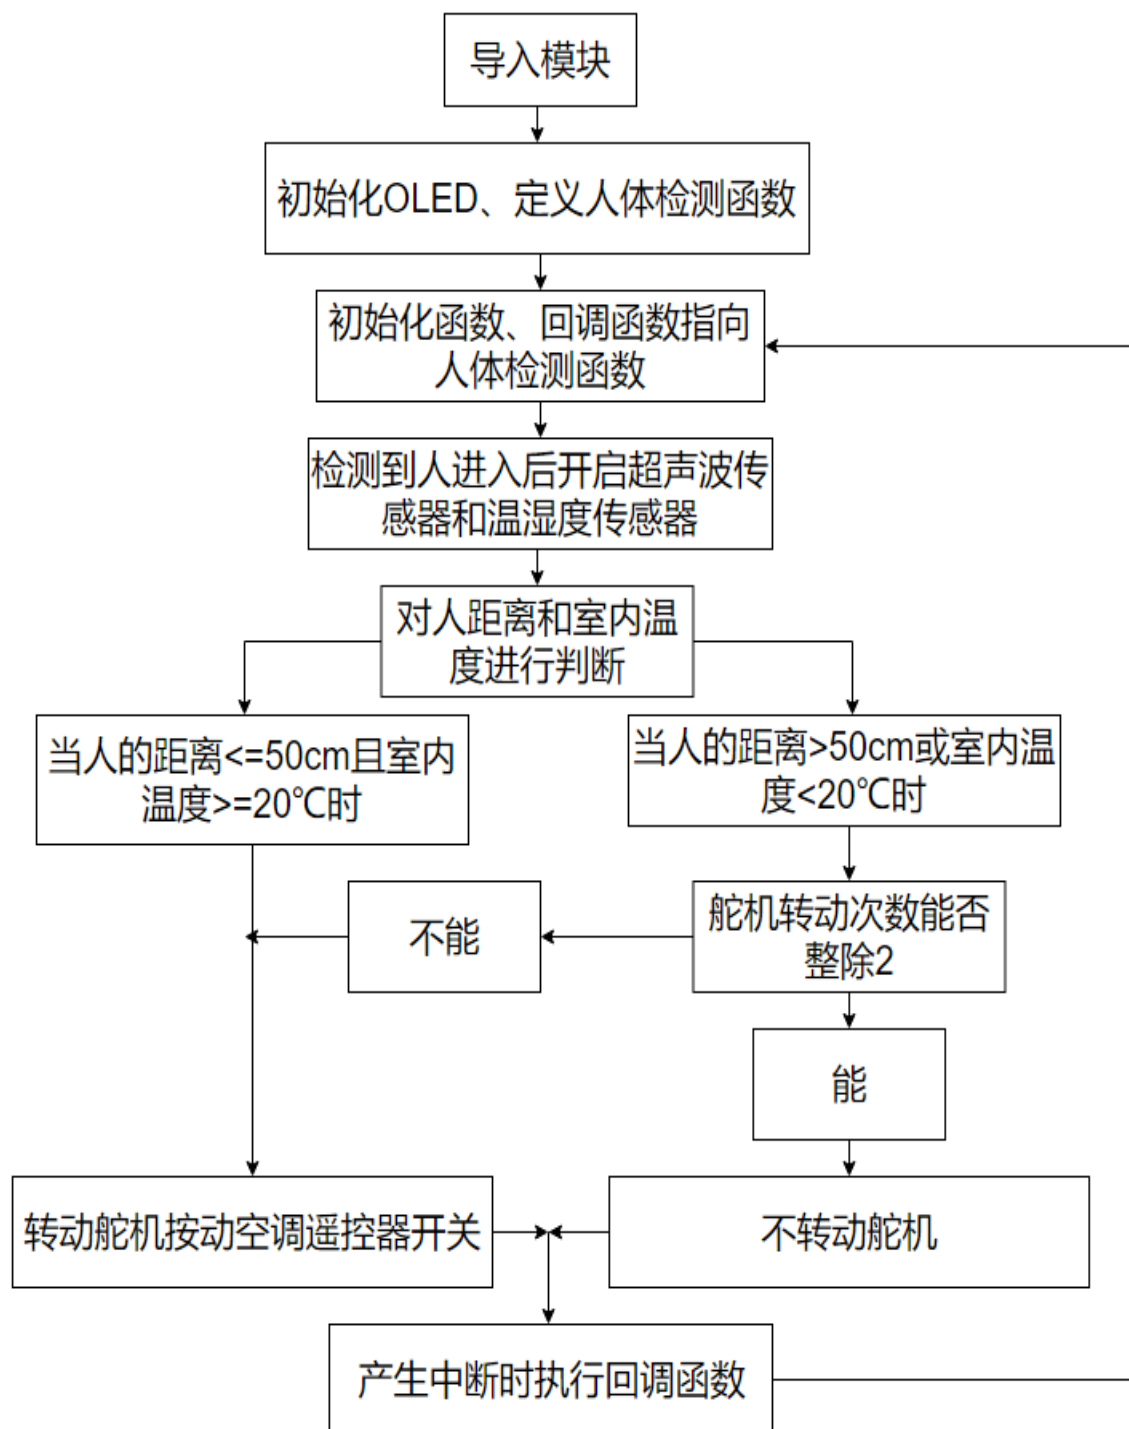 导入模块
初始化OLED、定义人体检测函数
初始化函数、回调函数指向
人体检测函数
检测到人进入后开启超声波传
感器和温湿度传感器
对人距离和室内温
度进行判断
当人的距离<=50cm且室内
温度>=20℃时
当人的距离>50cm或室内温
度<20℃时
不能
舵机转动次数能否
整除2
能
转动舵机按动空调遥控器开关
不转动舵机
产生中断时执行回调函数